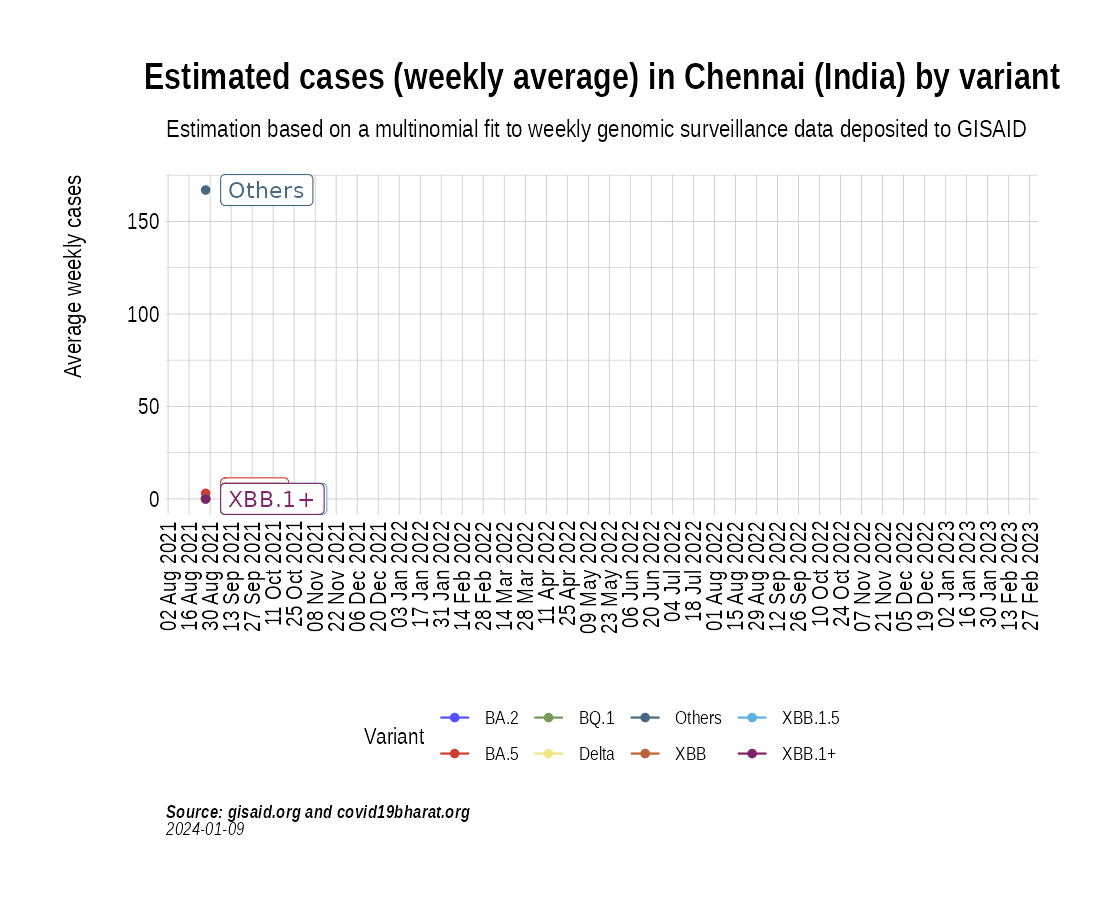 Estimated cases (weekly average) in Chennai (India) by variant
Estimation based on a multinomial fit to weekly genomic surveillance data deposited to GISAID
Average weekly cases
150
100
50
0
Others
XBB.1+
02 Aug 2021
16 Aug 2021
30 Aug 2021
13 Sep 2021
27 Sep 2021
11 Oct 2021
25 Oct 2021
08 Nov 2021
22 Nov 2021
06 Dec 2021
20 Dec 2021
03 Jan 2022
17 Jan 2022
31 Jan 2022
14 Feb 2022
28 Feb 2022
14 Mar 2022
28 Mar 2022
11 Apr 2022
25 Apr 2022
09 May 2022
23 May 2022
06 Jun 2022
20 Jun 2022
04 Jul 2022
18 Jul 2022
01 Aug 2022
15 Aug 2022
29 Aug 2022
12 Sep 2022
26 Sep 2022
10 Oct 2022
24 Oct 2022
07 Nov 2022
21 Nov 2022
05 Dec 2022
19 Dec 2022
02 Jan 2023
16 Jan 2023
30 Jan 2023
13 Feb 2023
27 Feb 2023
Variant
BA.2
BQ.1
Others
XBB.1.5
BA.5
Delta
XBB
XBB.1+
Source: gisaid.org and covid19bharat.org
2024-01-09